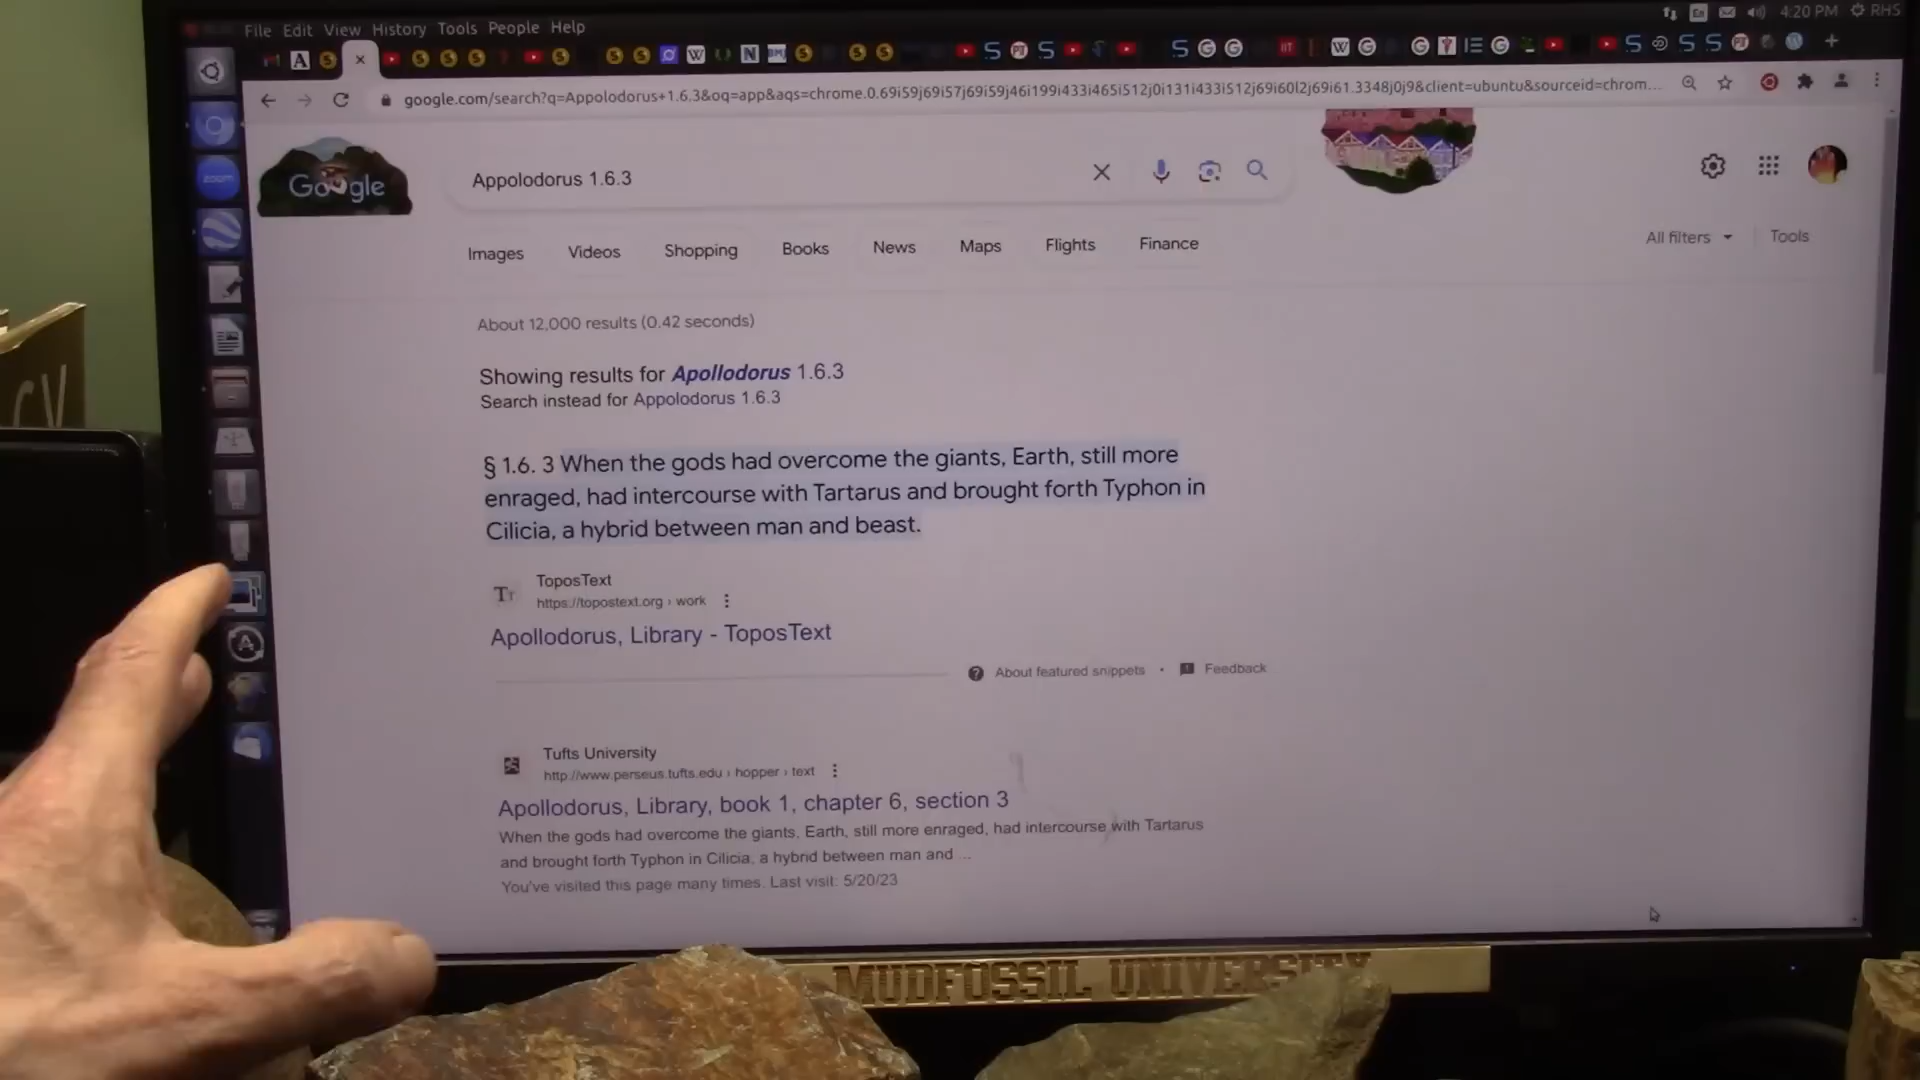 File Edit View History Tools People Help
En 4:20 PM RHS
google.com/search?q=Appolodorus+1.6.3&oq=app&aqs=chrome.0.69i59j69i57j69i59j46i199i433i465i512j0i131i433i512j69i60l2j69i61.3348j0j9&client=ubuntu&sourceid=chrom...
zoom
Google
Appolodorus 1.6.3
Images Videos Shopping Books News Maps Flights Finance
All filters Tools
About 12,000 results (0.42 seconds)
Showing results for Apollodorus 1.6.3
Search instead for Appolodorus 1.6.3
§ 1.6. 3 When the gods had overcome the giants, Earth, still more
enraged, had intercourse with Tartarus and brought forth Typhon in
Cilicia, a hybrid between man and beast.
ToposText
https://topostext.org › work
Apollodorus, Library - ToposText
About featured snippets • Feedback
Tufts University
http://www.perseus.tufts.edu › hopper › text
Apollodorus, Library, book 1, chapter 6, section 3
When the gods had overcome the giants, Earth, still more enraged, had intercourse with Tartarus
and brought forth Typhon in Cilicia, a hybrid between man and ...
You've visited this page many times. Last visit: 5/20/23
MUDFOSSIL UNIVERSITY